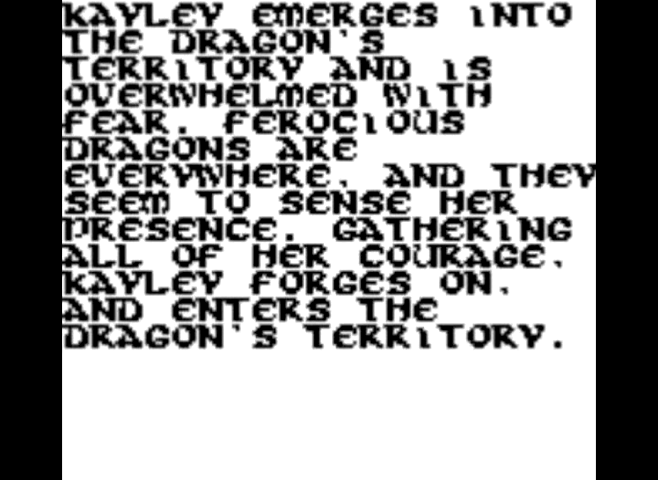 KAYLEY EMERGES INTO
THE DRAGON'S
TERRITORY AND IS
OVERWHELMED WITH
FEAR. FEROCIOUS
DRAGONS ARE
EVERYWHERE, AND THEY
SEEM TO SENSE HER
PRESENCE. GATHERING
ALL OF HER COURAGE,
KAYLEY FORGES ON,
AND ENTERS THE
DRAGON'S TERRITORY.